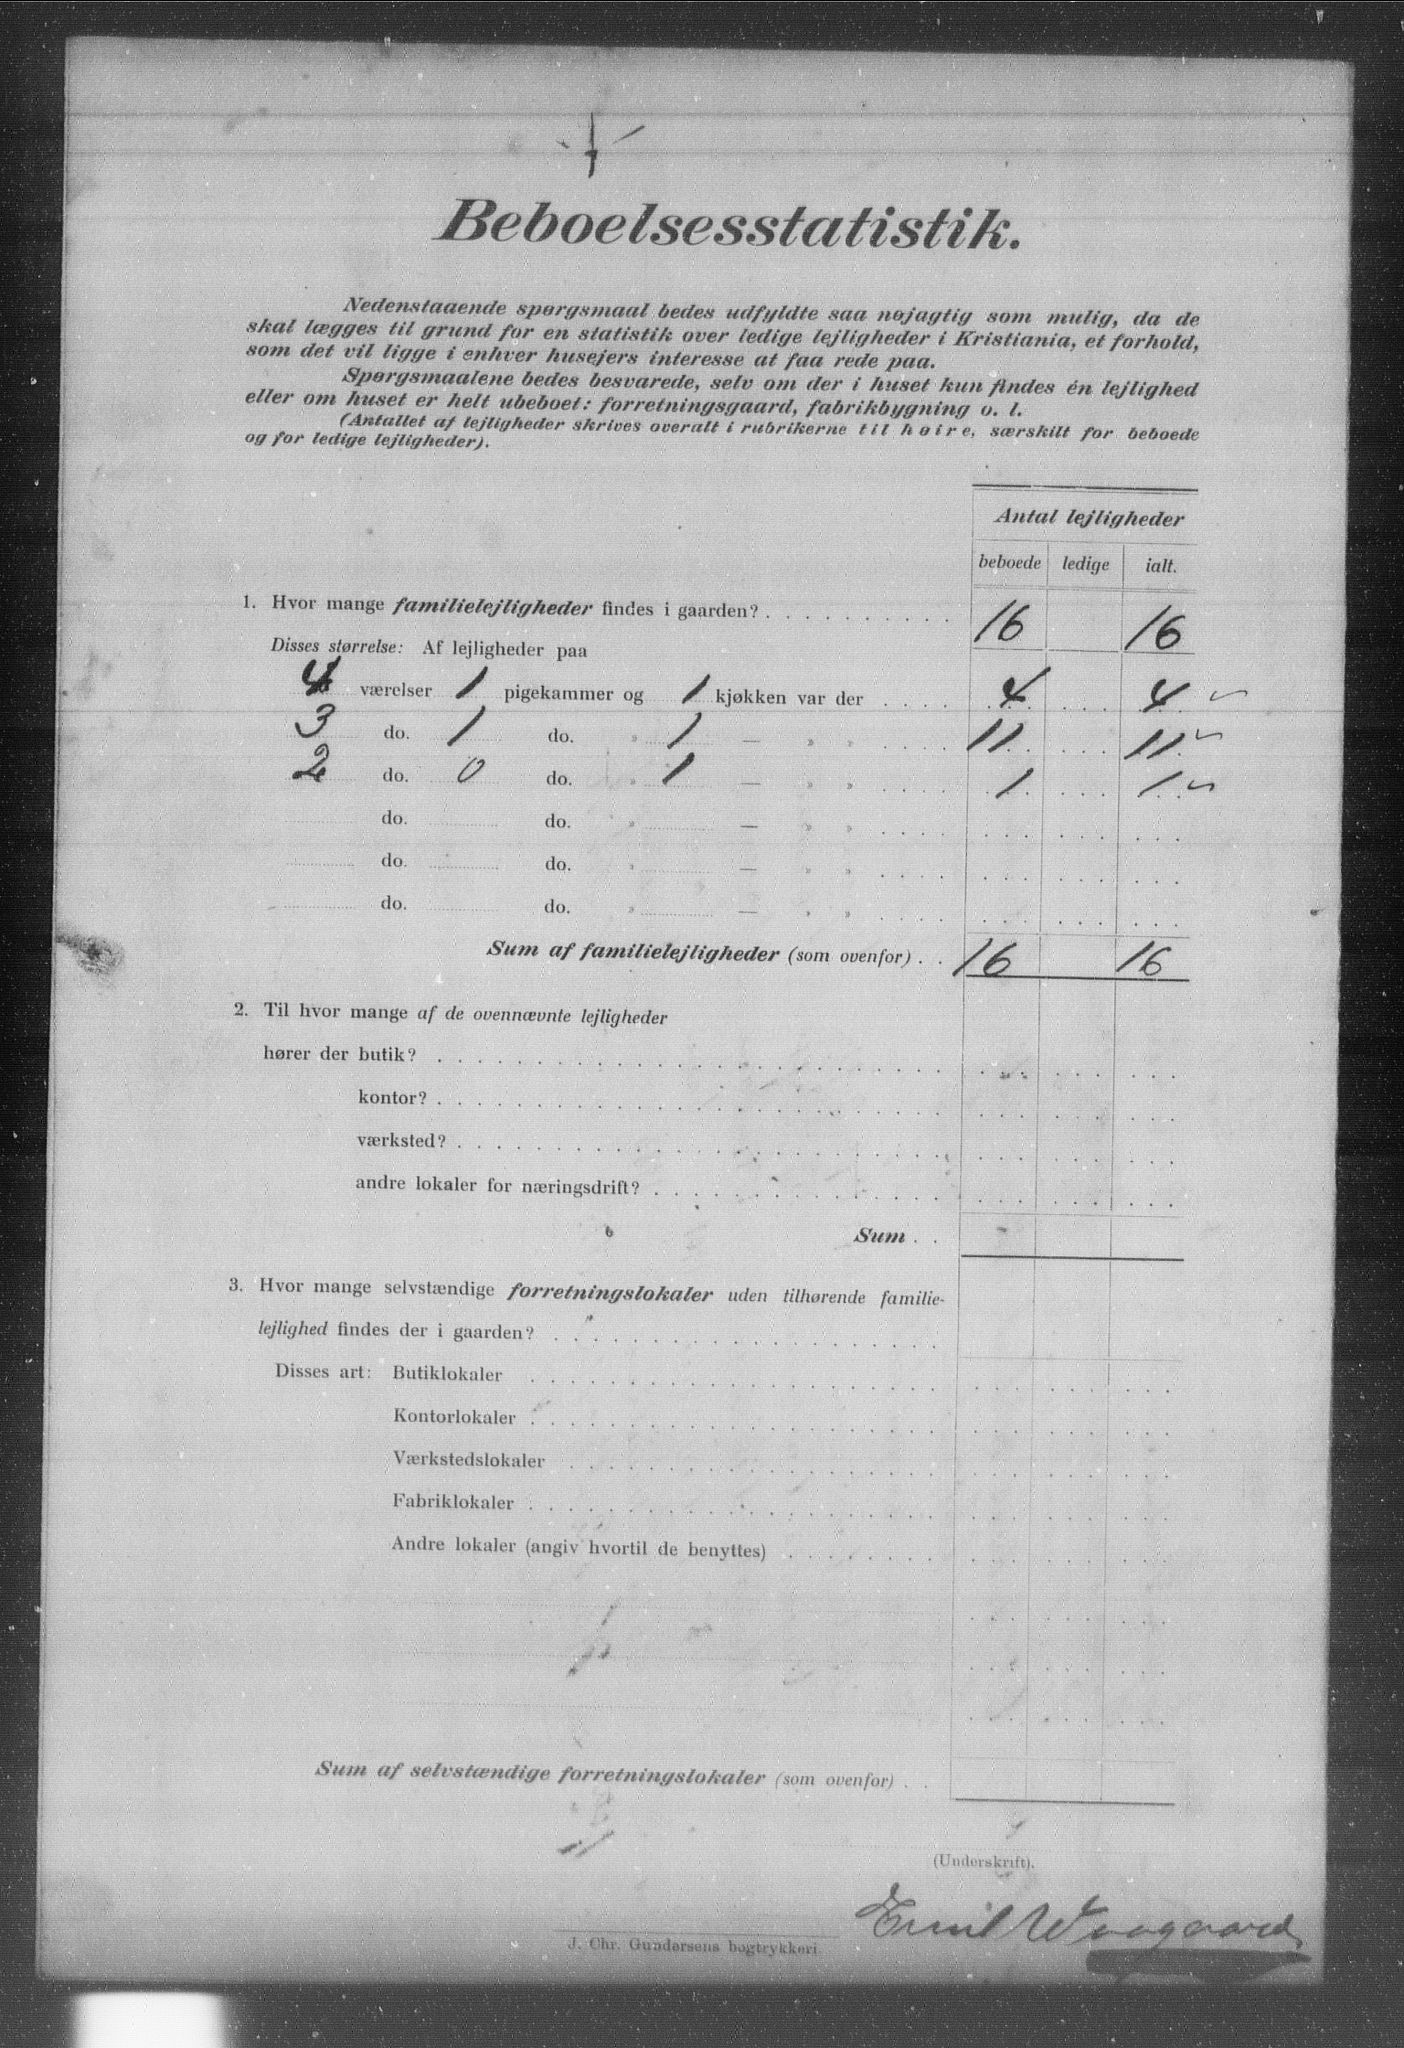 Beboelsesstatistik.
Nedenstaaende spørgsmaal bedes udfyldte saa nøjagtig som mulig, da de
skal lægges til grund for en statistik over ledige lejligheder i Kristiania, et forhold,
som det vil ligge i enhver husejers interesse at faa rede paa.
Spørgsmaalene bedes besvarede, selv om der i huset kun findes én lejlighed
eller om huset er helt ubeboet: forretningsgaard, fabrikbygning o. l.
(Antallet af lejligheder skrives overalt i rubrikerne til høire, særskilt for beboede
og for ledige lejligheder).
Antal lejligheder
beboede ledige ialt.
1. Hvor mange familielejligheder findes i gaarden? . . . . . . . . . . 16 16
Disses størrelse: Af lejligheder paa
4 værelser 1 pigekammer og 1 kjøkken var der . . . . 4 4
3 do. 1 do. " 1 — " " . . . . 11 11
2 do. 0 do. " 1 — " " . . . . 1 1
do. do. " — " " . . . .
do. do. " — " " . . . .
do. do. " — " " . . . .
Sum af familielejligheder (som ovenfor) . . 16 16
2. Til hvor mange af de ovennævnte lejligheder
hører der butik? . . . . . . . . . . . . . . . . . . . . . . . . . .
kontor? . . . . . . . . . . . . . . . . . . . . . . . . . .
værksted? . . . . . . . . . . . . . . . . . . . . . . . . .
andre lokaler for næringsdrift? . . . . . . . . . . . . . . .
Sum . .
3. Hvor mange selvstændige forretningslokaler uden tilhørende familie-
lejlighed findes der i gaarden? . . . . . . . . . . . . . . . . . . . .
Disses art: Butiklokaler . . . . . . . . . . . . . . . . . . . . .
Kontorlokaler . . . . . . . . . . . . . . . . . . . . .
Værkstedslokaler . . . . . . . . . . . . . . . . . . .
Fabriklokaler . . . . . . . . . . . . . . . . . . . . .
Andre lokaler (angiv hvortil de benyttes) . . . . . . . .
Sum af selvstændige forretningslokaler (som ovenfor) . .
(Underskrift).
Emil Waagaard
J. Chr. Gundersens bogtrykkeri.